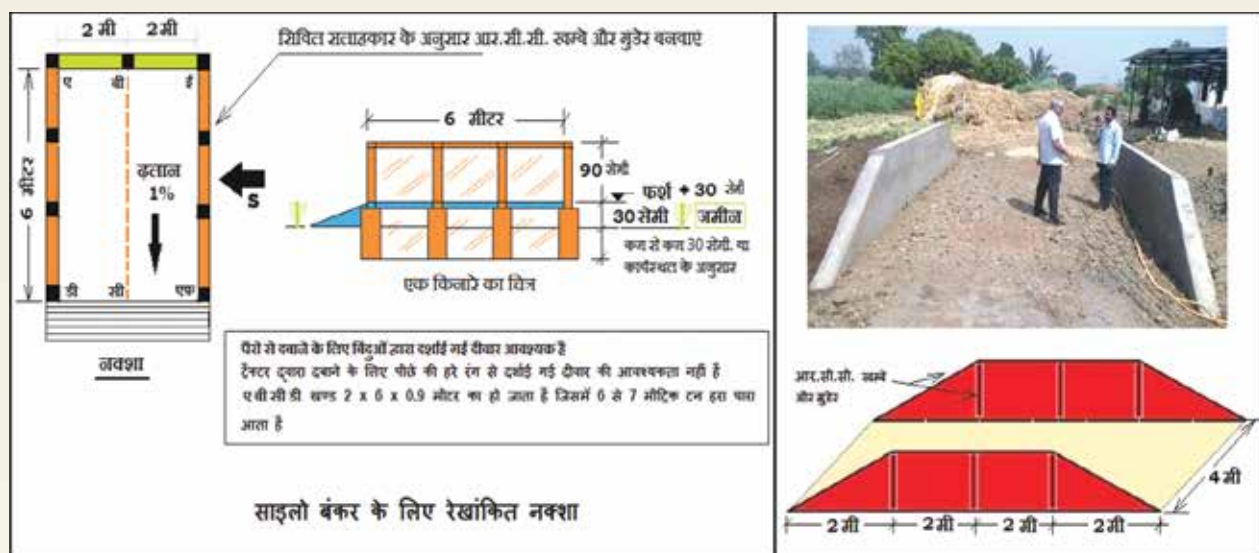 2 मी 2 मी
सिविल सलाहकार के अनुसार आर.सी.सी. खम्बे और मुंडेर बनवाएं
ए बी ई
6 मीटर
ढ़लान
1%
S
डी सी एफ
नक्शा
6 मीटर
90 सेमी
फर्श + 30 सेमी
30 सेमी जमीन
कम से कम 30 सेमी. या
कार्यस्थल के अनुसार
एक किनारे का चित्र
पैरों से दबाने के लिए बिंदुओं द्वारा दर्शाई गई दीवार आवश्यक है
ट्रैक्टर द्वारा दबाने के लिए पीछे की हरे रंग से दर्शाई गई दीवार की आवश्यकता नहीं है
ए बी सी डी खण्ड 2 x 6 x 0.9 मीटर का हो जाता है जिसमें 6 से 7 मीट्रिक टन हरा चारा
आता है
साइलो बंकर के लिए रेखांकित नक्शा
आर.सी.सी. खम्बे
और मुंडेर
4 मी
2 मी 2 मी 2 मी 2 मी